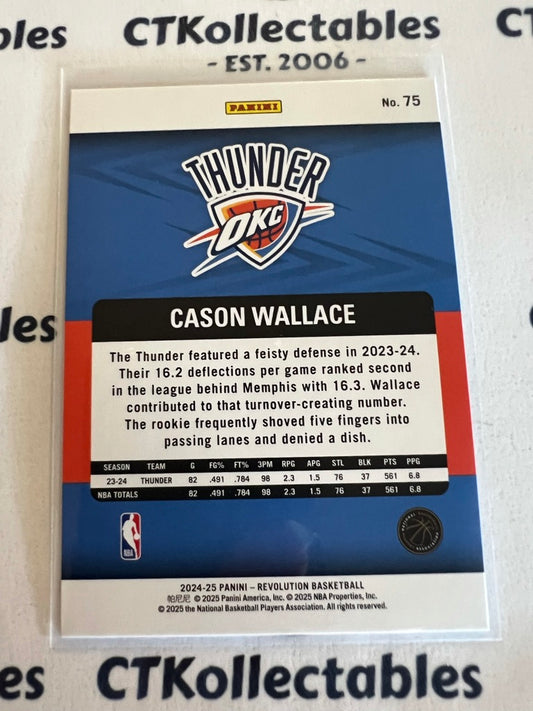 bles CTKollectables CTK
- EST. 2006 -
PANINI
No. 75
THUNDER
OKC
les
CASON WALLACE
The Thunder featured a feisty defense in 2023-24.
Their 16.2 deflections per game ranked second
in the league behind Memphis with 16.3. Wallace
contributed to that turnover-creating number.
The rookie frequently shoved five fingers into
passing lanes and denied a dish.
SEASON TEAM G FG% FT% 3PM RPG APG STL BLK PTS PPG
23-24 THUNDER 82 .491 .784 98 2.3 1.5 76 37 561 6.8
NBA TOTALS 82 .491 .784 98 2.3 1.5 76 37 561 6.8
NBA
NATIONAL BASKETBALL PLAYERS ASSOCIATION
2024-25 PANINI – REVOLUTION BASKETBALL
帕尼尼 © 2025 Panini America, Inc. © 2025 NBA Properties, Inc.
© 2025 the National Basketball Players Association. All rights reserved.
es CTKollectables CT